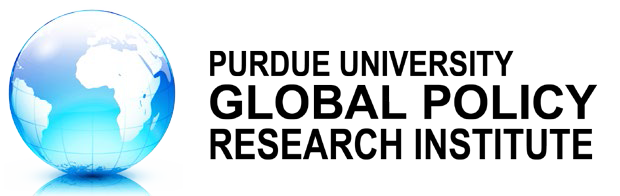 PURDUE UNIVERSITY
GLOBAL POLICY
RESEARCH INSTITUTE